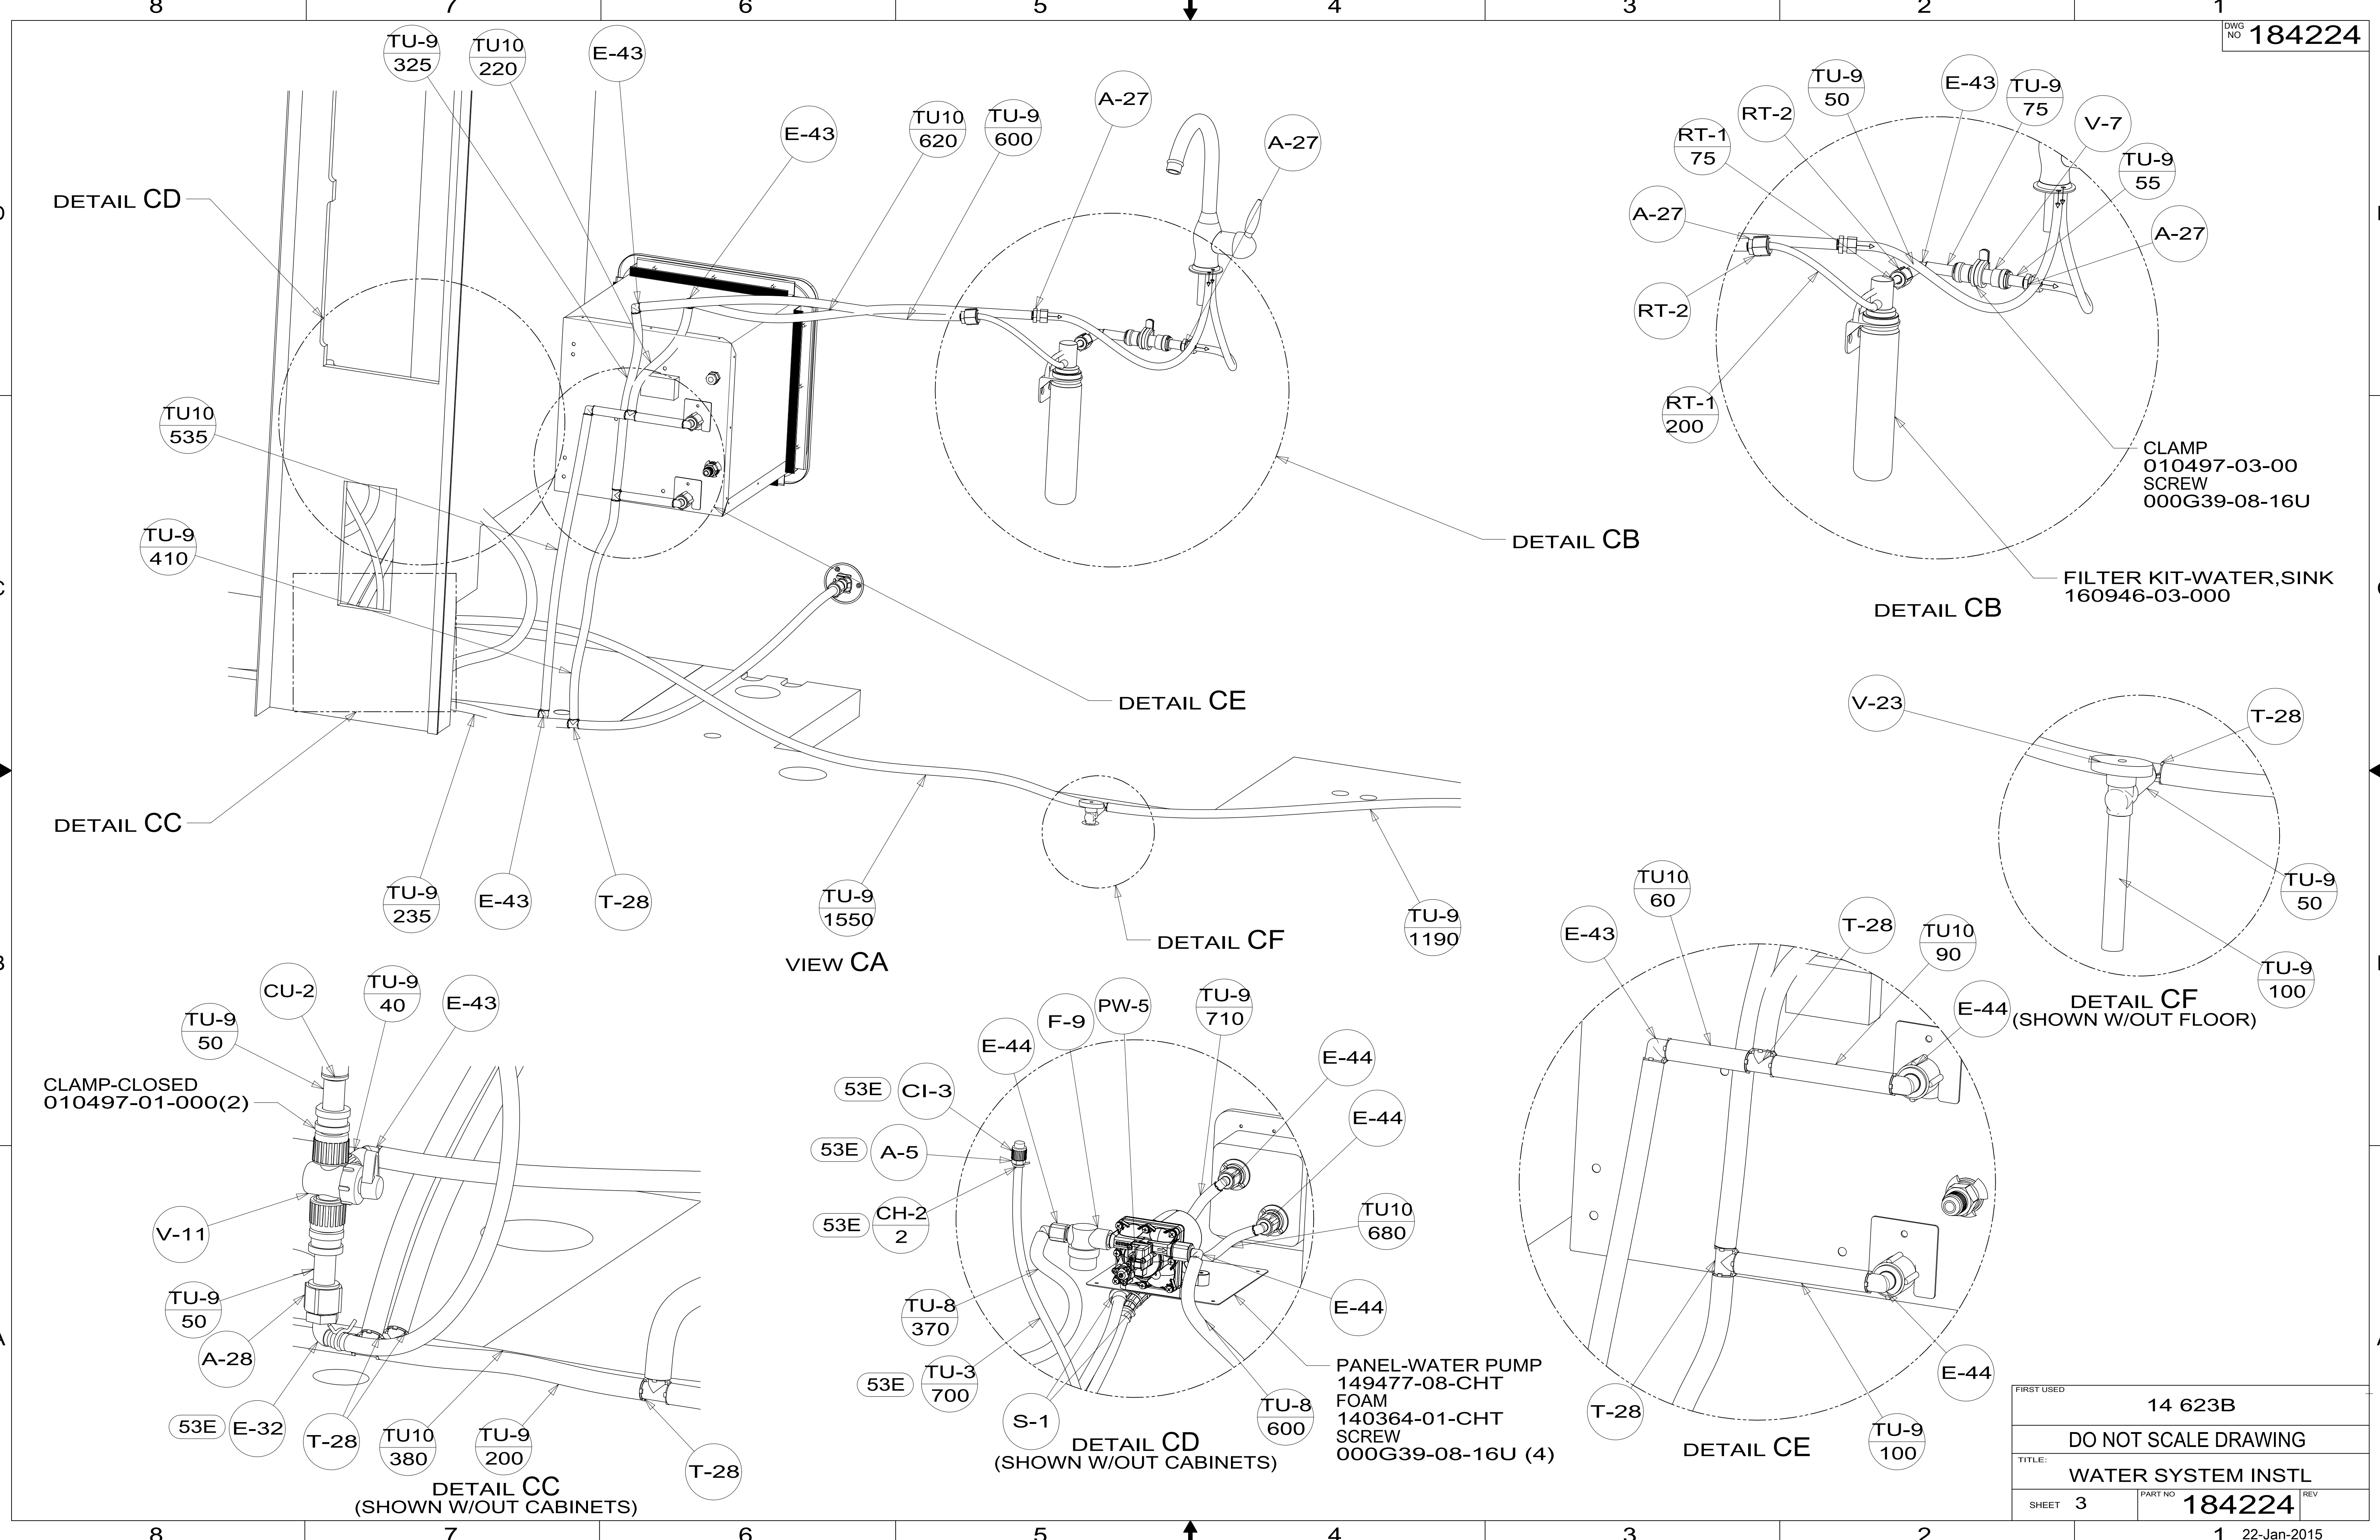 8 7 6 5 4 3 2 1
DWG NO 184224
TU-9 325
TU10 220
E-43
E-43
TU10 620
TU-9 600
A-27
A-27
DETAIL CD
TU10 535
TU-9 410
DETAIL CB
DETAIL CE
DETAIL CC
TU-9 235
E-43
T-28
TU-9 1550
DETAIL CF
TU-9 1190
VIEW CA
TU-9 50
E-43
TU-9 75
RT-2
V-7
RT-1 75
TU-9 55
A-27
A-27
RT-2
RT-1 200
CLAMP
010497-03-00
SCREW
000G39-08-16U
FILTER KIT-WATER,SINK
160946-03-000
DETAIL CB
V-23
T-28
TU-9 50
TU-9 100
DETAIL CF
(SHOWN W/OUT FLOOR)
CU-2
TU-9 40
E-43
TU-9 50
CLAMP-CLOSED
010497-01-000(2)
V-11
TU-9 50
A-28
53E E-32
T-28
TU10 380
TU-9 200
T-28
DETAIL CC
(SHOWN W/OUT CABINETS)
E-44
F-9
PW-5
TU-9 710
E-44
E-44
53E CI-3
53E A-5
53E CH-2 2
TU10 680
E-44
TU-8 370
53E TU-3 700
S-1
TU-8 600
PANEL-WATER PUMP
149477-08-CHT
FOAM
140364-01-CHT
SCREW
000G39-08-16U (4)
DETAIL CD
(SHOWN W/OUT CABINETS)
TU10 60
E-43
T-28
TU10 90
E-44
E-44
T-28
TU-9 100
DETAIL CE
FIRST USED
14 623B
DO NOT SCALE DRAWING
TITLE:
WATER SYSTEM INSTL
SHEET 3 PART NO 184224 REV
8 7 6 5 4 3 2 1
22-Jan-2015